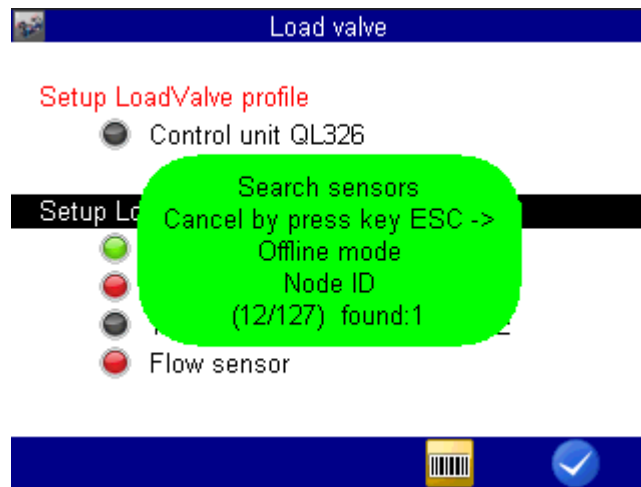 Load valve
Setup LoadValve profile
Control unit QL326
Setup Lo
Search sensors
Cancel by press key ESC ->
Offline mode
Node ID
(12/127) found:1
Flow sensor